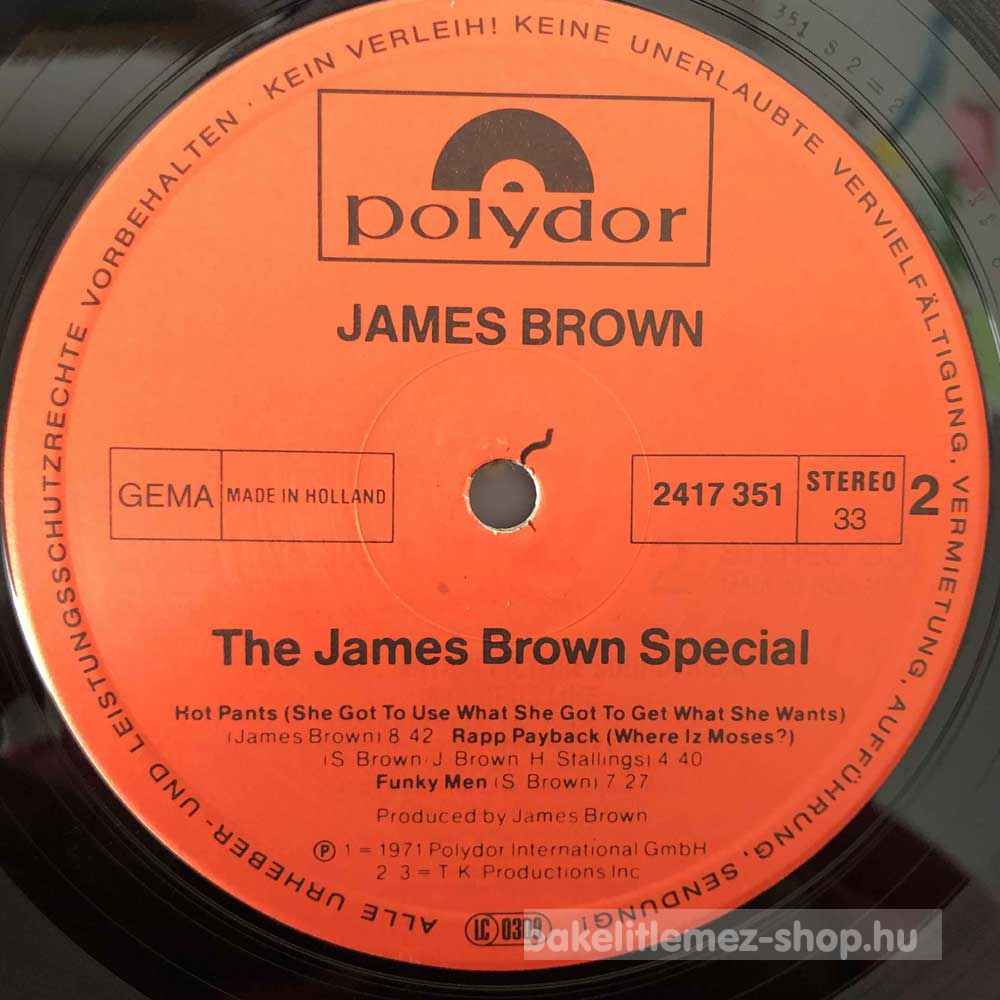 ALLE URHEBER- UND LEISTUNGSSCHUTZRECHTE VORBEHALTEN · KEIN VERLEIH! KEINE UNERLAUBTE VERVIELFÄLTIGUNG, VERMIETUNG, AUFFÜHRUNG, SENDUNG!
351 S 2 = 2
polydor
JAMES BROWN
GEMA MADE IN HOLLAND
2417 351 STEREO 33 2
The James Brown Special
Hot Pants (She Got To Use What She Got To Get What She Wants)
(James Brown) 8 42 Rapp Payback (Where Iz Moses?)
(S Brown J Brown H Stallings) 4 40
Funky Men (S Brown) 7 27
Produced by James Brown
℗ 1 = 1971 Polydor International GmbH
2 3 = T K Productions Inc
LC 0309
bakelitlemez-shop.hu